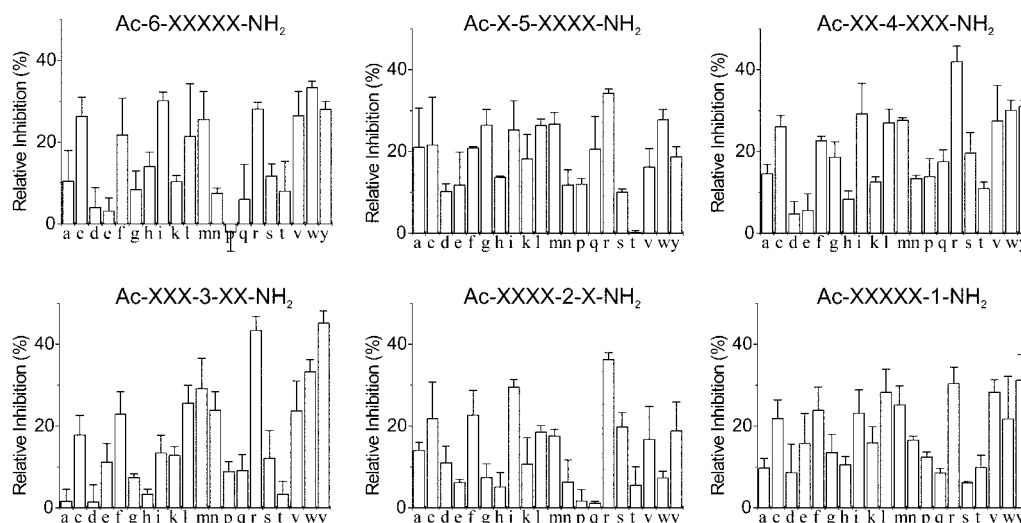 Ac-6-XXXXX-NH2
Ac-X-5-XXXX-NH2
Ac-XX-4-XXX-NH2
Relative Inhibition (%)
40
20
0
a c d e f g h i k l m n p q r s t v w y
Relative Inhibition (%)
40
20
0
a c d e f g h i k l m n p q r s t v w y
Relative Inhibition (%)
40
20
0
a c d e f g h i k l m n p q r s t v w y
Ac-XXX-3-XX-NH2
Ac-XXXX-2-X-NH2
Ac-XXXXX-1-NH2
Relative Inhibition (%)
40
20
0
a c d e f g h i k l m n p q r s t v w y
Relative Inhibition (%)
40
20
0
a c d e f g h i k l m n p q r s t v w y
Relative Inhibition (%)
40
20
0
a c d e f g h i k l m n p q r s t v w y